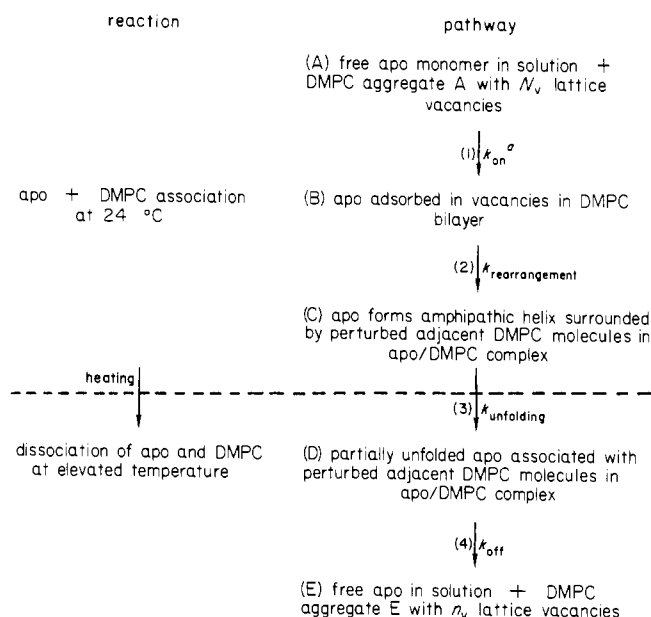 reaction
pathway
(A) free apo monomer in solution +
DMPC aggregate A with Nv lattice
vacancies
(1) kon a
apo + DMPC association
at 24 °C
(B) apo adsorbed in vacancies in DMPC
bilayer
(2) krearrangement
(C) apo forms amphipathic helix surrounded
by perturbed adjacent DMPC molecules in
apo/DMPC complex
heating
(3) kunfolding
dissociation of apo and DMPC
at elevated temperature
(D) partially unfolded apo associated with
perturbed adjacent DMPC molecules in
apo/DMPC complex
(4) koff
(E) free apo in solution + DMPC
aggregate E with nv lattice vacancies